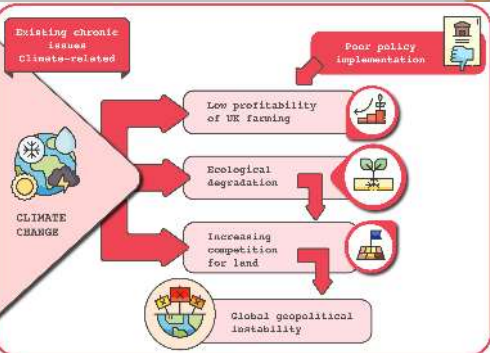 Existing chronic
issues
Climate-related
Poor policy
implementation
Low profitability
of UK farming
Ecological
degradation
CLIMATE
CHANGE
Increasing
competition
for land
Global geopolitical
instability